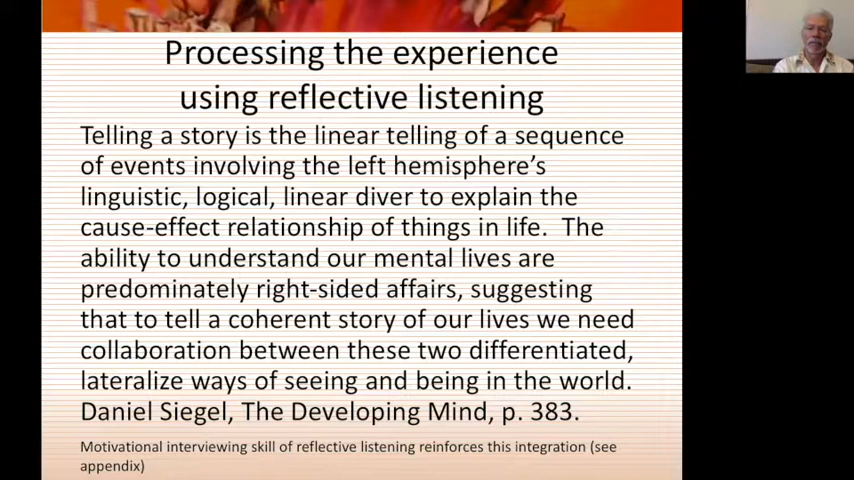 Processing the experience
using reflective listening
Telling a story is the linear telling of a sequence
of events involving the left hemisphere’s
linguistic, logical, linear diver to explain the
cause-effect relationship of things in life.  The
ability to understand our mental lives are
predominately right-sided affairs, suggesting
that to tell a coherent story of our lives we need
collaboration between these two differentiated,
lateralize ways of seeing and being in the world.
Daniel Siegel, The Developing Mind, p. 383.
Motivational interviewing skill of reflective listening reinforces this integration (see
appendix)